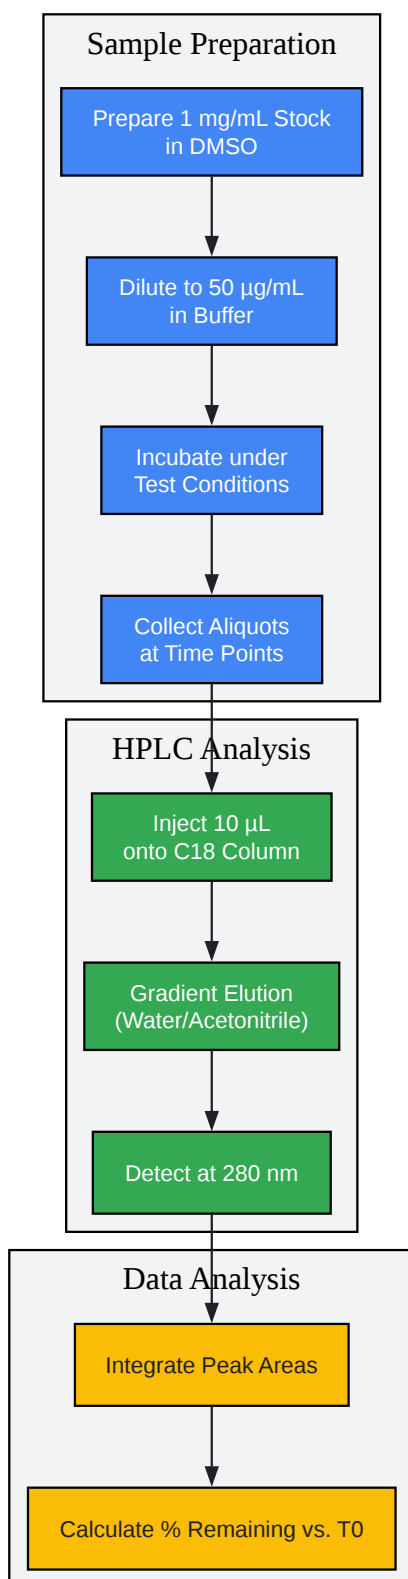 Sample Preparation
Prepare 1 mg/mL Stock
in DMSO
Dilute to 50 µg/mL
in Buffer
Incubate under
Test Conditions
Collect Aliquots
at Time Points
HPLC Analysis
Inject 10 µL
onto C18 Column
Gradient Elution
(Water/Acetonitrile)
Detect at 280 nm
Data Analysis
Integrate Peak Areas
Calculate % Remaining vs. T0